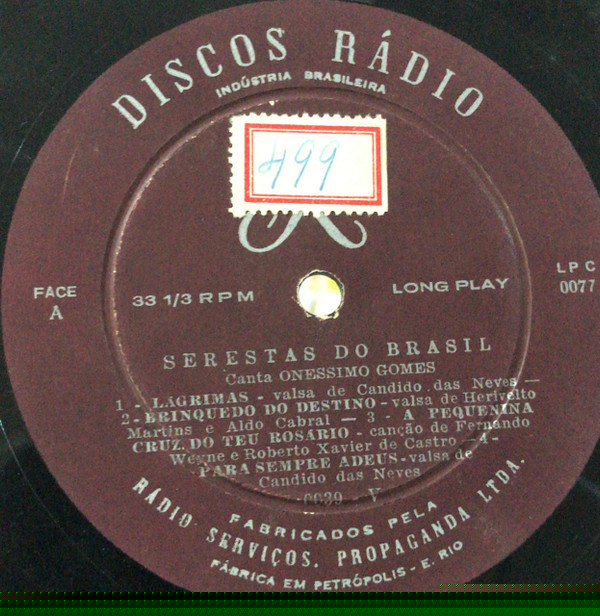 DISCOS RÁDIO
INDÚSTRIA BRASILEIRA
499
FACE
A
33 1/3 RPM
LONG PLAY
LPC
0077
SERESTAS DO BRASIL
Canta ONESSIMO GOMES
1 - LÁGRIMAS - valsa de Candido das Neves —
2 - BRINQUEDO DO DESTINO - valsa de Herivelto
Martins e Aldo Cabral — 3 - A PEQUENINA
CRUZ DO TEU ROSÁRIO - canção de Fernando
Weyne e Roberto Xavier de Castro — 4 -
PARA SEMPRE ADEUS - valsa de
Candido das Neves
FABRICADOS PELA
RÁDIO SERVIÇOS, PROPAGANDA LTDA.
FÁBRICA EM PETRÓPOLIS - E. RIO